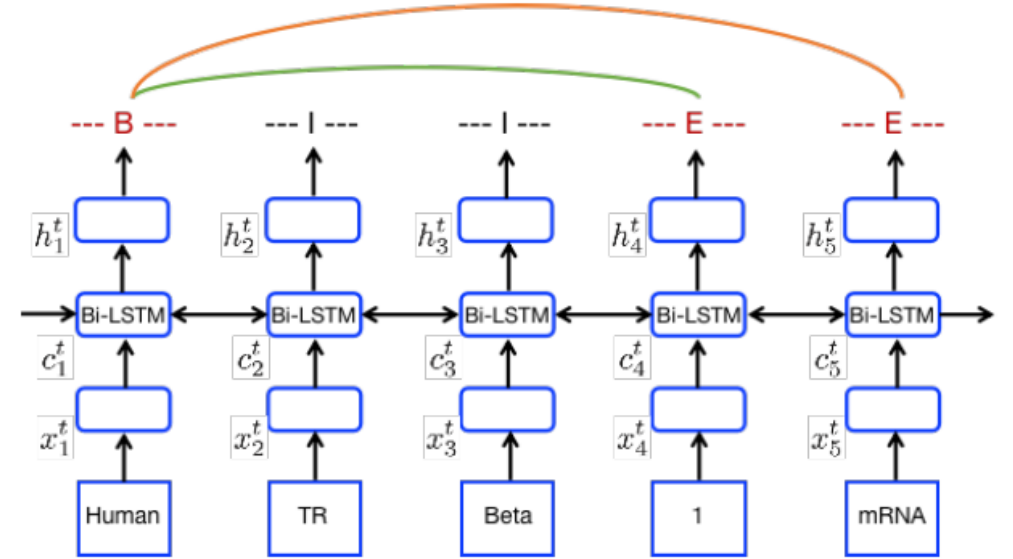 --- B --- --- I --- --- I --- --- E --- --- E ---
h_1^t h_2^t h_3^t h_4^t h_5^t
Bi-LSTM Bi-LSTM Bi-LSTM Bi-LSTM Bi-LSTM
c_1^t c_2^t c_3^t c_4^t c_5^t
x_1^t x_2^t x_3^t x_4^t x_5^t
Human TR Beta 1 mRNA